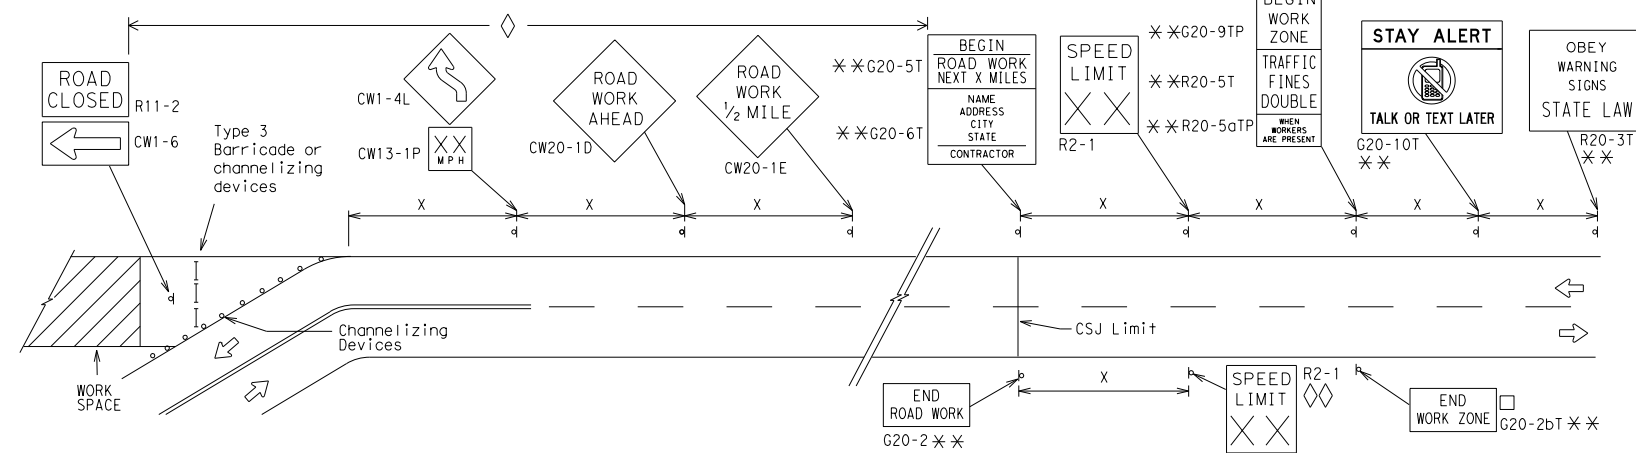 ROAD
CLOSED
R11-2
CW1-6
Type 3
Barricade or
channelizing
devices
CW1-4L
CW13-1P
XX
MPH
ROAD
WORK
AHEAD
CW20-1D
ROAD
WORK
1/2 MILE
CW20-1E
**G20-5T
**G20-6T
BEGIN
ROAD WORK
NEXT X MILES
NAME
ADDRESS
CITY
STATE
CONTRACTOR
SPEED
LIMIT
XX
R2-1
**G20-9TP
**R20-5T
**R20-5aTP
BEGIN
WORK
ZONE
TRAFFIC
FINES
DOUBLE
WHEN
WORKERS
ARE PRESENT
STAY ALERT
TALK OR TEXT LATER
G20-10T
**
OBEY
WARNING
SIGNS
STATE LAW
R20-3T
**
X
X
X
X
X
X
X
Channelizing
Devices
CSJ Limit
WORK
SPACE
END
ROAD WORK
G20-2 **
X
SPEED
LIMIT
XX
R2-1
END
WORK ZONE
G20-2bT **